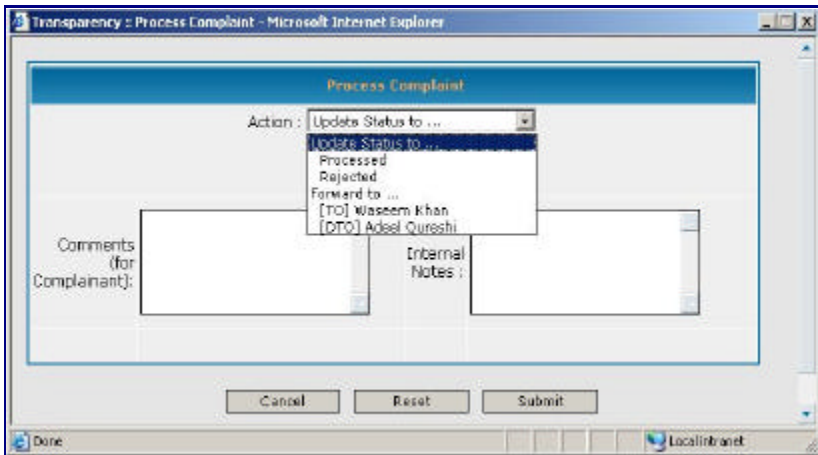 Transparency :: Process Complaint - Microsoft Internet Explorer
Process Complaint
Action : Update Status to ...
Update Status to ...
Processed
Rejected
Forward to ...
[TO] Waseem Khan
[DTO] Adeel Qureshi
Comments
(for
Complainant):
Internal
Notes :
Cancel Reset Submit
Done Local intranet